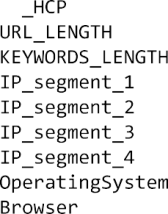 _HCP
URL_LENGTH
KEYWORDS_LENGTH
IP_segment_1
IP_segment_2
IP_segment_3
IP_segment_4
OperatingSystem
Browser